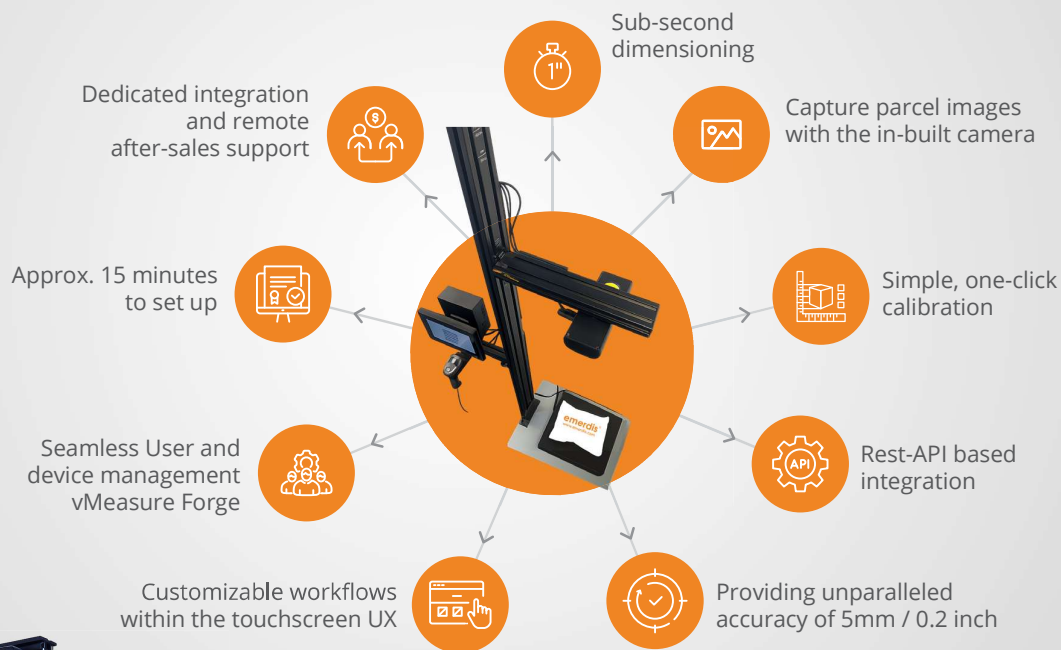 Sub-second
dimensioning
1"
Dedicated integration
and remote
after-sales support
$
Capture parcel images
with the in-built camera
Approx. 15 minutes
to set up
Simple, one-click
calibration
emerdis
Seamless User and
device management
vMeasure Forge
API
Rest-API based
integration
Customizable workflows
within the touchscreen UX
Providing unparalleled
accuracy of 5mm / 0.2 inch